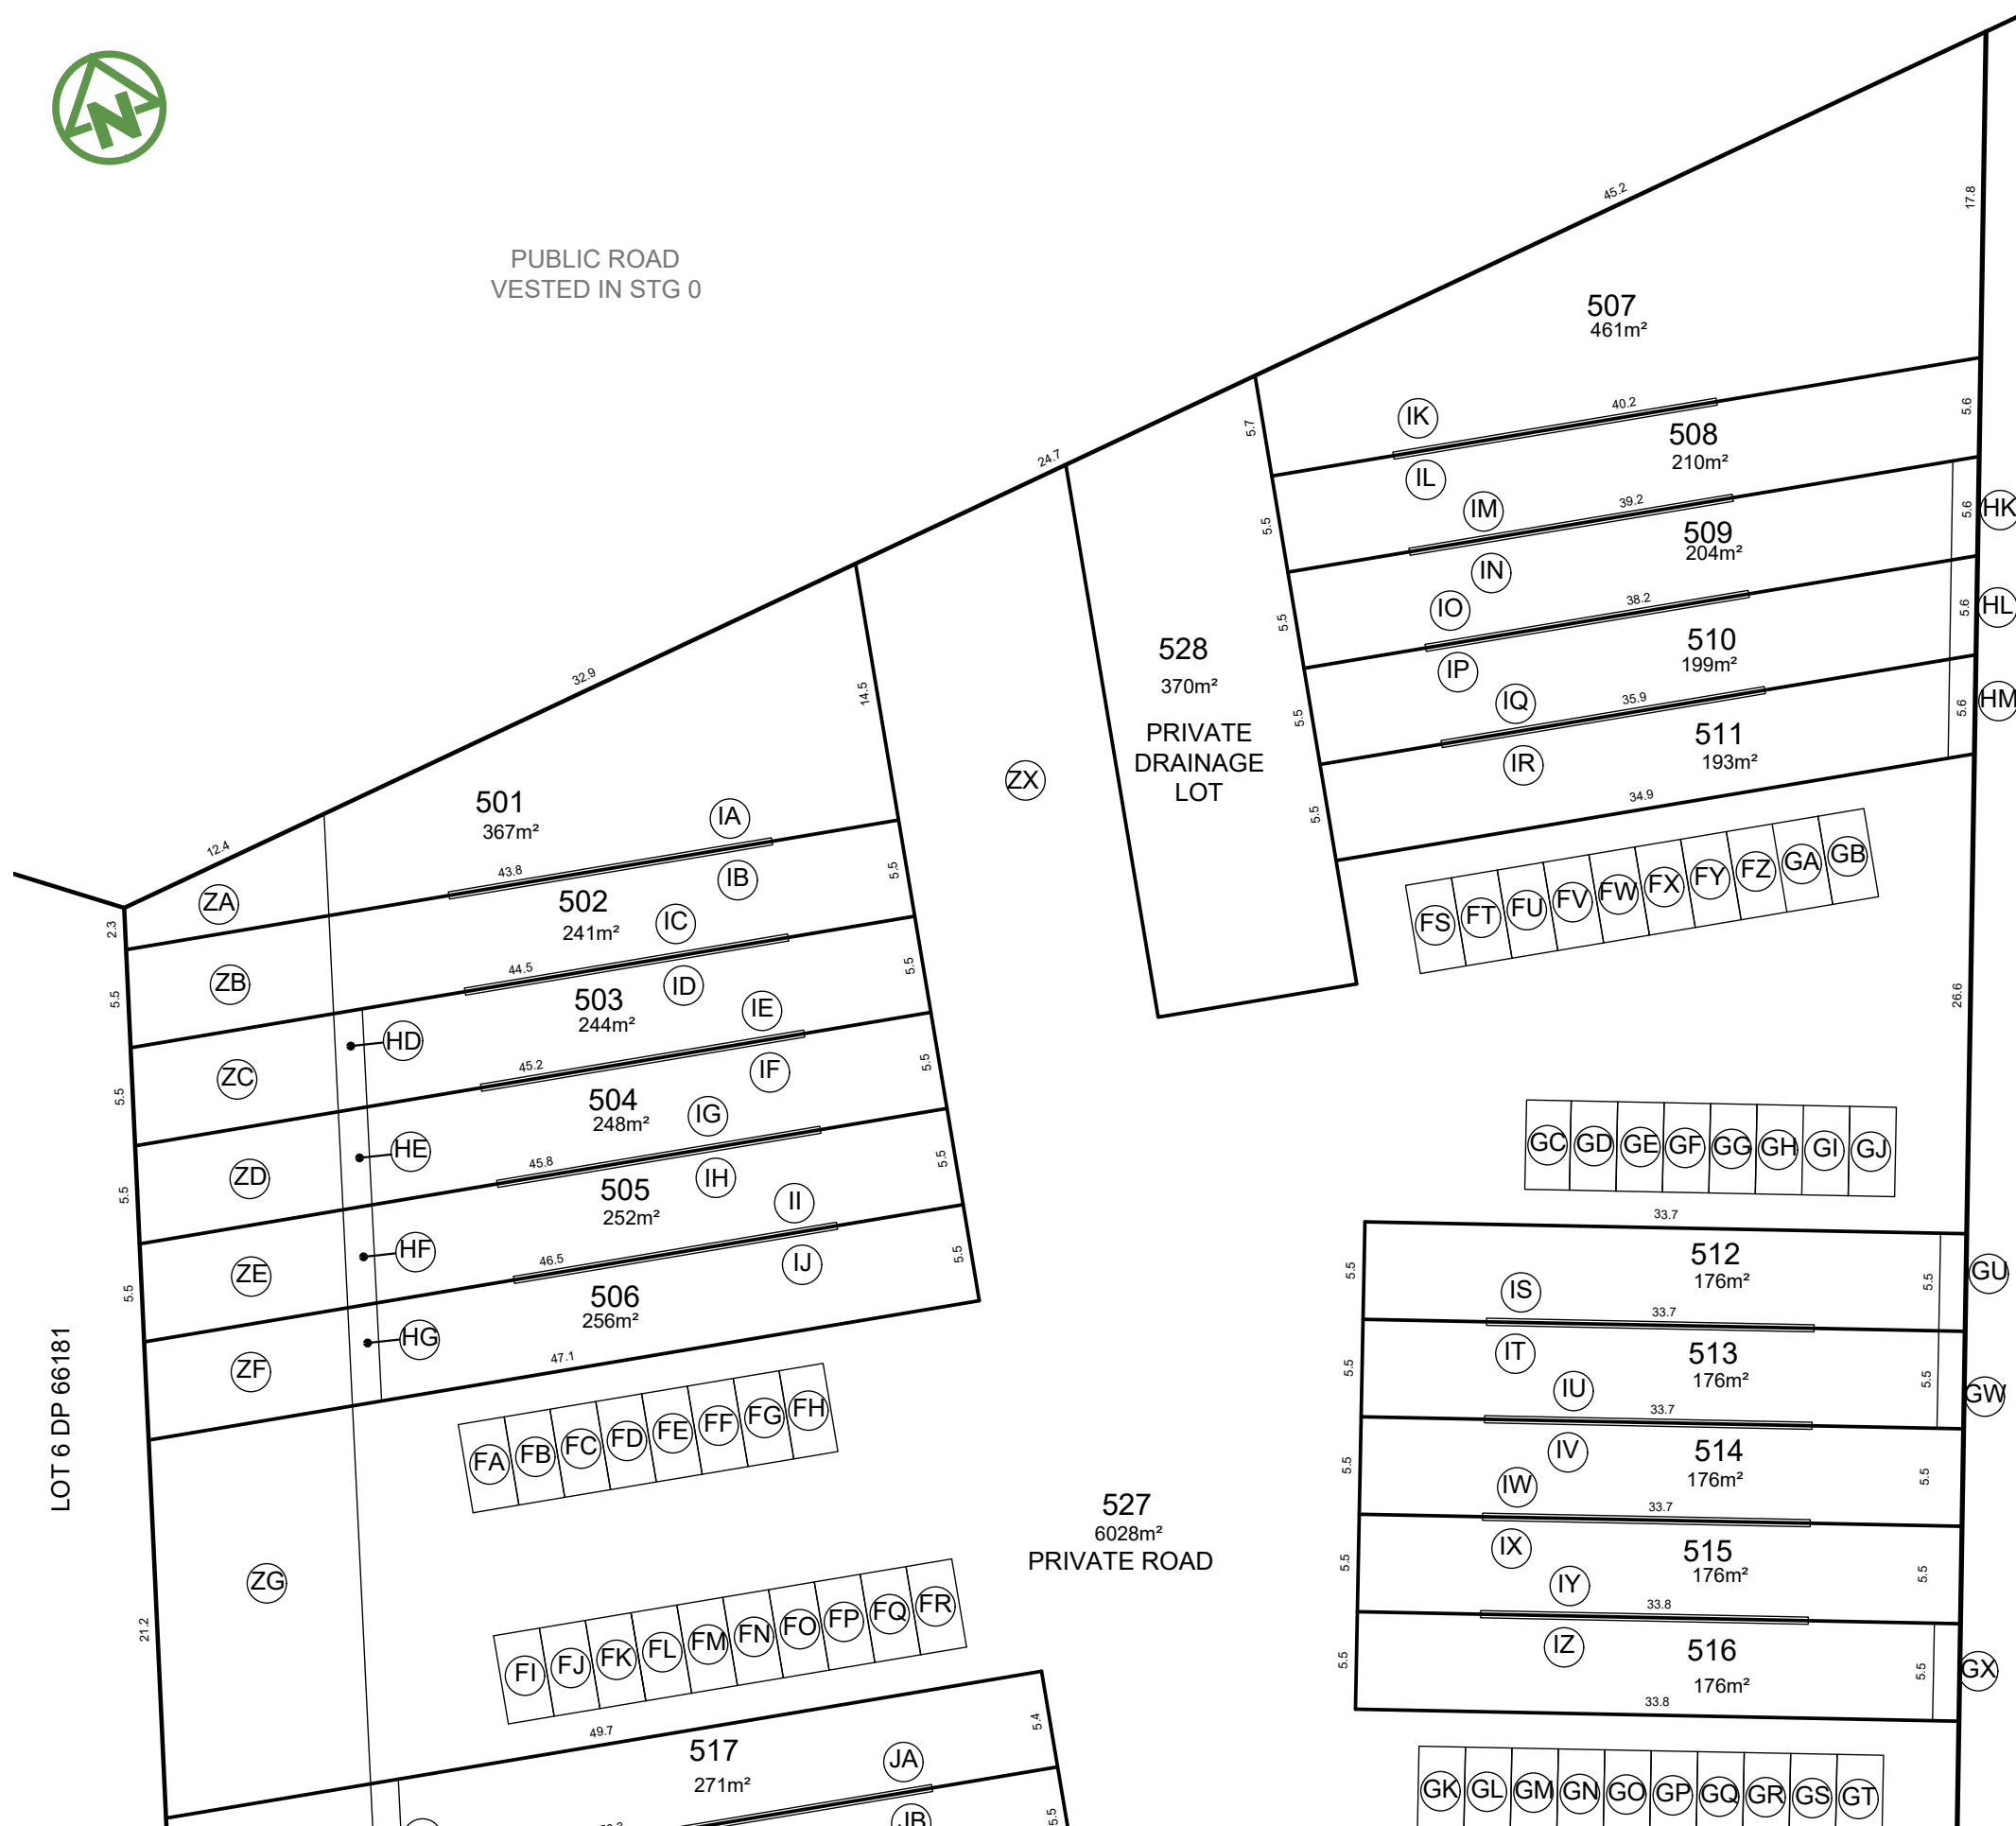 N
PUBLIC ROAD
VESTED IN STG 0
45.2
17.8
507
461m²
IK
40.2
5.6
508
210m²
5.7
24.7
IL
IM
39.2
5.6
HK
509
204m²
5.5
IN
IO
38.2
5.6
HL
510
199m²
5.5
IP
IQ
35.9
5.6
HM
511
193m²
5.5
IR
34.9
5.5
528
370m²
PRIVATE
DRAINAGE
LOT
ZX
32.9
14.5
12.4
501
367m²
IA
43.8
ZA
2.3
502
241m²
IB
5.5
IC
ZB
5.5
44.5
503
244m²
ID
5.5
IE
HD
ZC
5.5
45.2
504
248m²
IF
5.5
IG
HE
ZD
5.5
45.8
505
252m²
IH
5.5
II
HF
ZE
5.5
46.5
506
256m²
IJ
5.5
HG
ZF
47.1
LOT 6 DP 66181
FA FB FC FD FE FF FG FH
FS FT FU FV FW FX FY FZ GA GB
26.6
GC GD GE GF GG GH GI GJ
33.7
512
176m²
5.5
5.5
GU
IS
33.7
IT
513
176m²
5.5
5.5
GW
IU
33.7
IV
514
176m²
5.5
5.5
IW
33.7
IX
515
176m²
5.5
5.5
IY
33.8
IZ
516
176m²
5.5
5.5
GX
33.8
527
6028m²
PRIVATE ROAD
ZG
21.2
FI FJ FK FL FM FN FO FP FQ FR
49.7
517
271m²
5.4
JA
JB
5.5
GK GL GM GN GO GP GQ GR GS GT